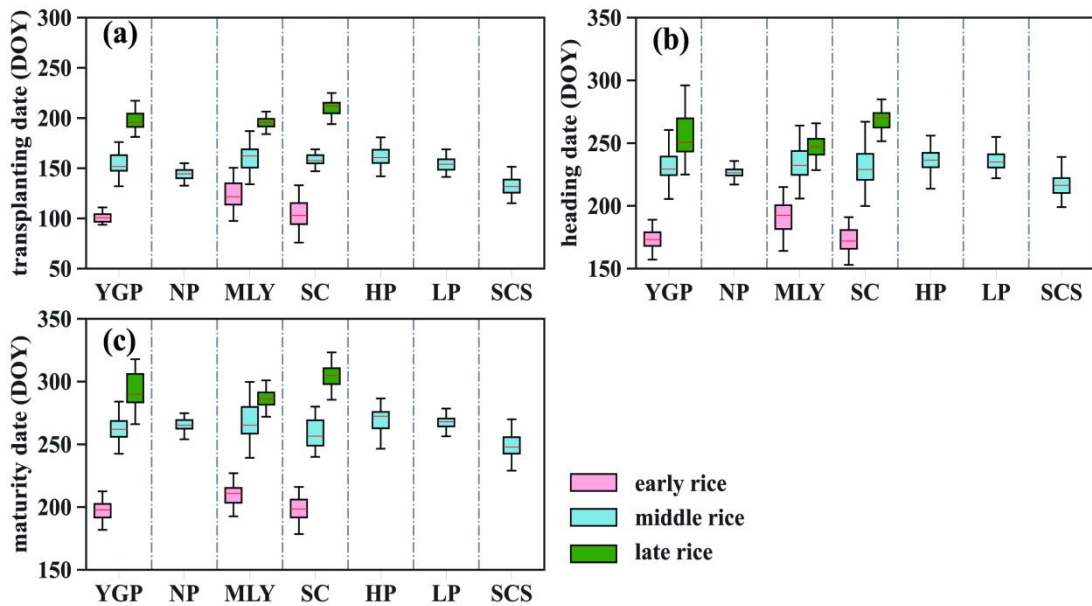 (a)
transplanting date (DOY)
300
250
200
150
100
50
YGP NP MLY SC HP LP SCS
(b)
heading date (DOY)
350
300
250
200
150
YGP NP MLY SC HP LP SCS
(c)
maturity date (DOY)
350
300
250
200
150
YGP NP MLY SC HP LP SCS
early rice
middle rice
late rice